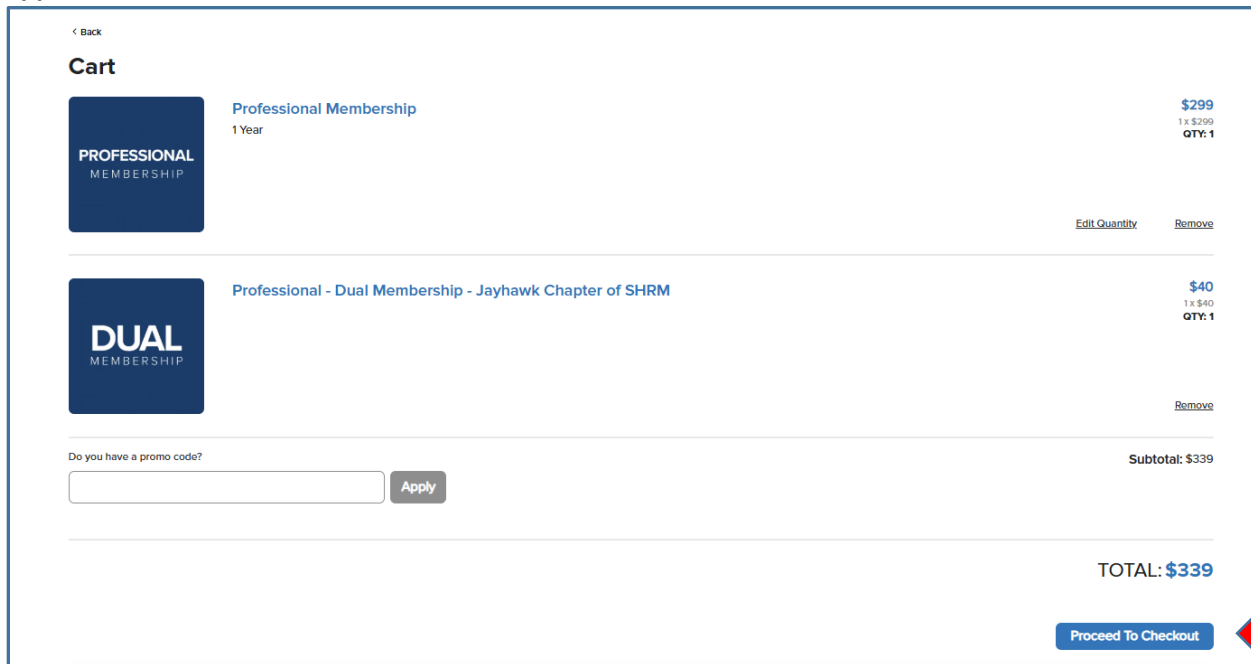 < Back
Cart
PROFESSIONAL
MEMBERSHIP
Professional Membership
1 Year
$299
1 x $299
QTY: 1
Edit Quantity
Remove
DUAL
MEMBERSHIP
Professional - Dual Membership - Jayhawk Chapter of SHRM
$40
1 x $40
QTY: 1
Remove
Do you have a promo code?
Apply
Subtotal: $339
TOTAL: $339
Proceed To Checkout